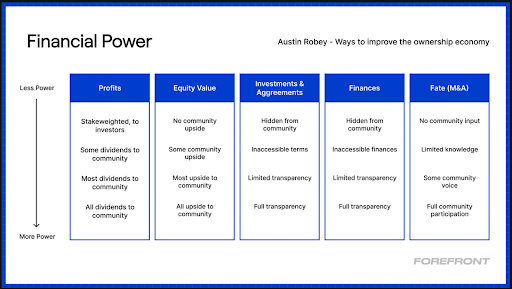 Financial Power
Austin Robey - Ways to improve the ownership economy
Less Power
More Power
Profits
Stakeweighted, to
investors
Some dividends to
community
Most dividends to
community
All dividends to
community
Equity Value
No community
upside
Some community
upside
Most upside to
community
All upside to
community
Investments &
Aggreements
Hidden from
community
Inaccessible terms
Limited transparency
Full transparency
Finances
Hidden from
community
Inaccessible finances
Limited transparency
Full transparency
Fate (M&A)
No community input
Limited knowledge
Some community
voice
Full community
participation
FOREFRONT